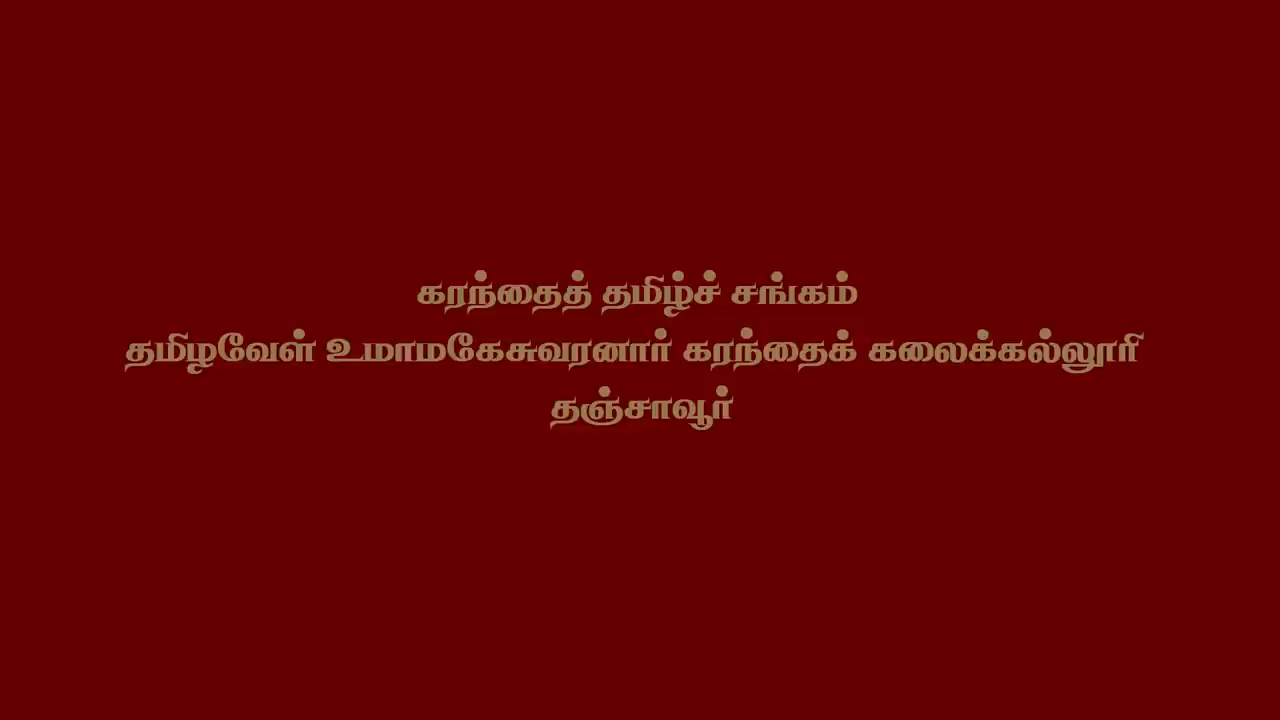 கரந்தைத் தமிழ்ச் சங்கம்
தமிழவேள் உமாமகேசுவரனார் கரந்தைக் கலைக்கல்லூரி
தஞ்சாவூர்